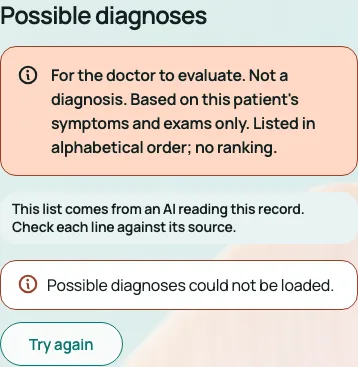 Possible diagnoses
For the doctor to evaluate. Not a
diagnosis. Based on this patient's
symptoms and exams only. Listed in
alphabetical order; no ranking.
This list comes from an AI reading this record.
Check each line against its source.
Possible diagnoses could not be loaded.
Try again